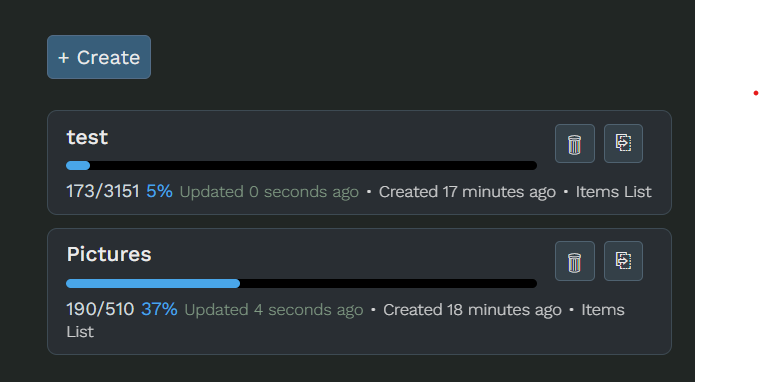 + Create
test
173/3151 5% Updated 0 seconds ago • Created 17 minutes ago • Items List
Pictures
190/510 37% Updated 4 seconds ago • Created 18 minutes ago • Items
List